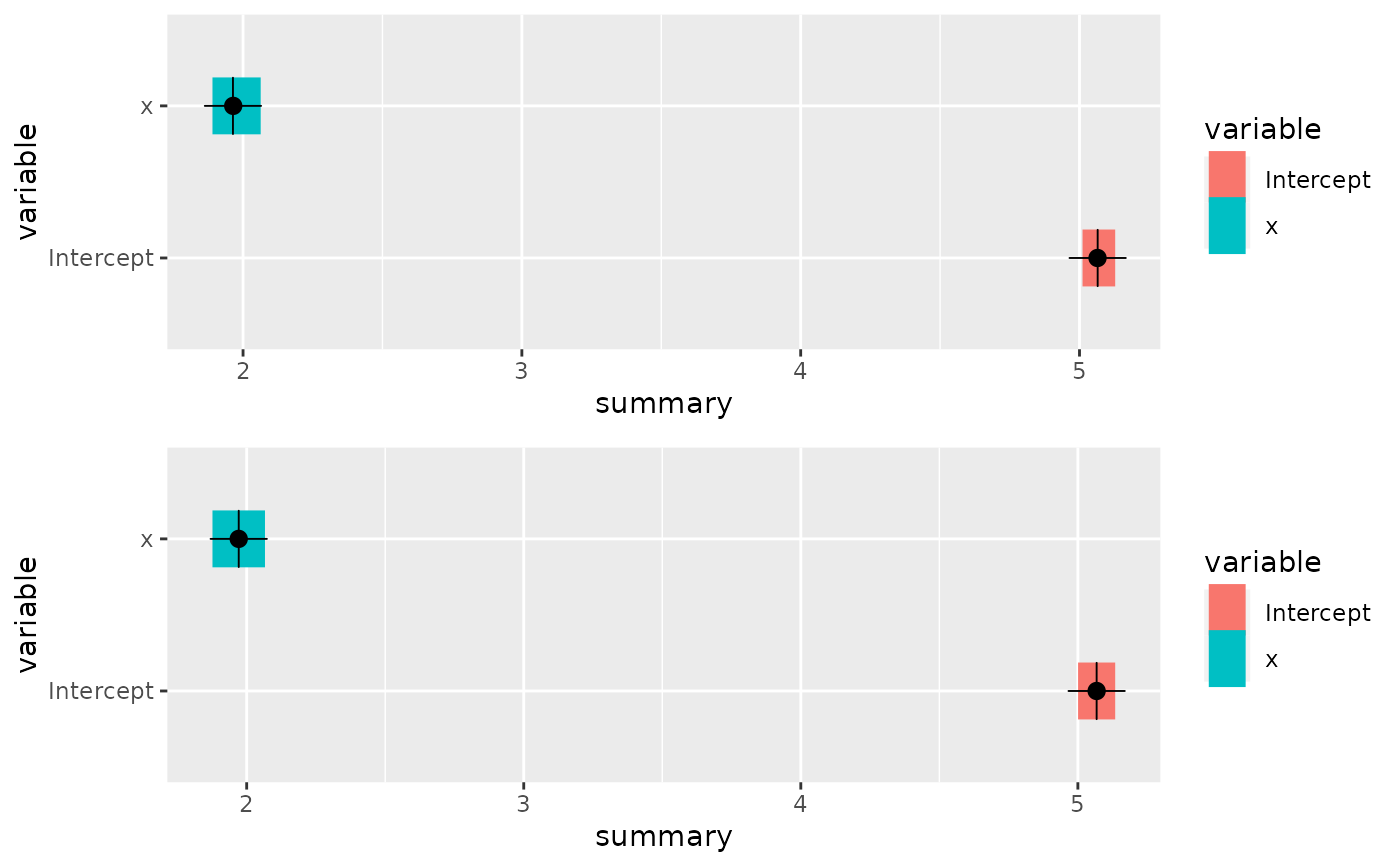 variable
x
Intercept
2 3 4 5
summary
variable
Intercept
x
variable
x
Intercept
2 3 4 5
summary
variable
Intercept
x